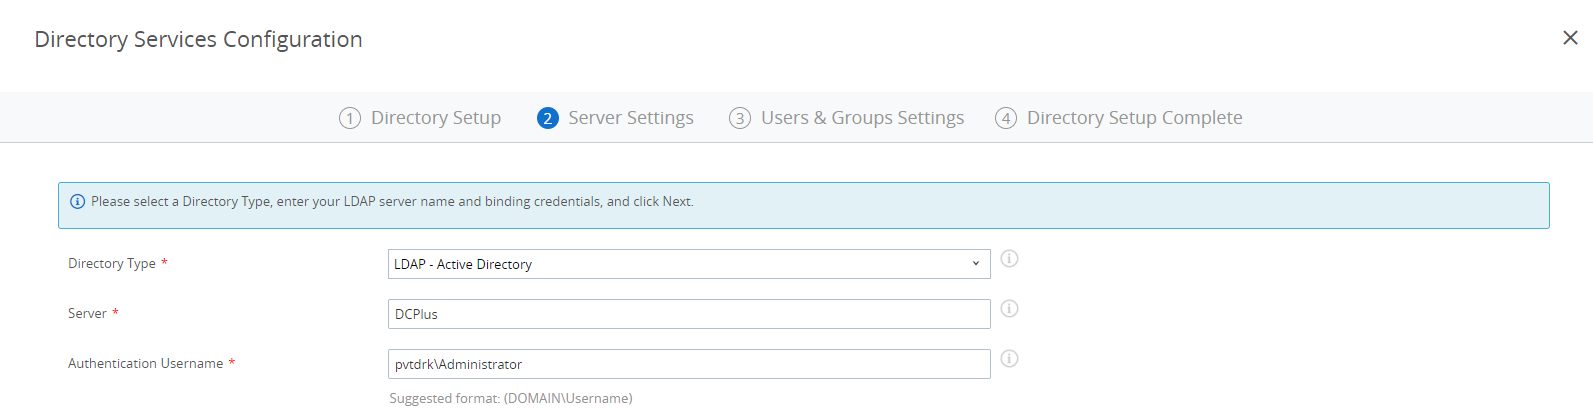 Directory Services Configuration
1 Directory Setup 2 Server Settings 3 Users & Groups Settings 4 Directory Setup Complete
Please select a Directory Type, enter your LDAP server name and binding credentials, and click Next.
Directory Type * LDAP - Active Directory
Server * DCPlus
Authentication Username * pvtdrk\Administrator
Suggested format: (DOMAIN\Username)